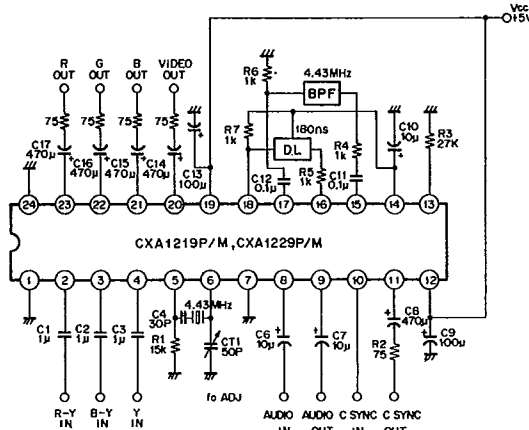 Vcc
+5V
R OUT
G OUT
B OUT
VIDEO OUT
75
75
75
75
C17 470μ
C16 470μ
C15 470μ
C14 470μ
C13 100μ
R6 1k
4.43MHz
BPF
180ns
R7 1k
D.L
R4 1k
R5 1k
C12 0.1μ
C11 0.1μ
C10 10μ
R3 27K
24
23
22
21
20
19
18
17
16
15
14
13
CXA1219P/M, CXA1229P/M
1
2
3
4
5
6
7
8
9
10
11
12
C1 1μ
C2 1μ
C3 1μ
4.43MHz
C4 30P
R1 15k
CT1 50P
C6 10μ
C7 10μ
C8 470μ
R2 75
C9 100μ
fo ADJ
R-Y IN
B-Y IN
Y IN
AUDIO IN
AUDIO OUT
C SYNC IN
C SYNC OUT